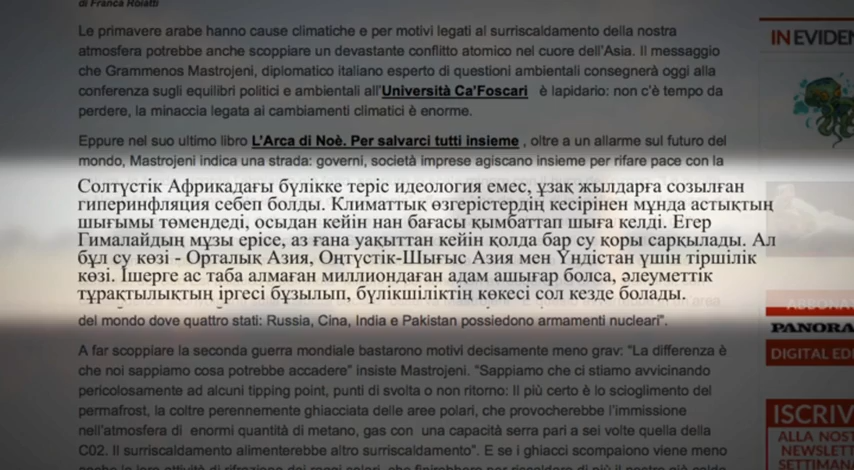 di Franca Roiatti
Le primavere arabe hanno cause climatiche e per motivi legati al surriscaldamento della nostra
atmosfera potrebbe anche scoppiare un devastante conflitto atomico nel cuore dell'Asia. Il messaggio
che Grammenos Mastrojeni, diplomatico italiano esperto di questioni ambientali consegnerà oggi alla
conferenza sugli equilibri politici e ambientali all'Università Ca'Foscari è lapidario: non c'è tempo da
perdere, la minaccia legata ai cambiamenti climatici è enorme.
Eppure nel suo ultimo libro L'Arca di Noè. Per salvarci tutti insieme , oltre a un allarme sul futuro del
mondo, Mastrojeni indica una strada: governi, società imprese agiscano insieme per rifare pace con la
Солтүстік Африкадағы бүлікке теріс идеология емес, ұзақ жылдарға созылған
гиперинфляция себеп болды. Климаттық өзгерістердің кесірінен мұнда астықтың
шығымы төмендеді, осыдан кейін нан бағасы қымбаттап шыға келді. Егер
Гималайдың мұзы ерісе, аз ғана уақыттан кейін қолда бар су қоры сарқылады. Ал
бұл су көзі - Орталық Азия, Оңтүстік-Шығыс Азия мен Үндістан үшін тіршілік
көзі. Ішерге ас таба алмаған миллиондаған адам ашығар болса, әлеуметтік
тұрақтылықтың іргесі бұзылып, бүлікшіліктің көкесі сол кезде болады.
del mondo dove quattro stati: Russia, Cina, India e Pakistan possiedono armamenti nucleari".
A far scoppiare la seconda guerra mondiale bastarono motivi decisamente meno grav: "La differenza è
che noi sappiamo cosa potrebbe accadere" insiste Mastrojeni. "Sappiamo che ci stiamo avvicinando
pericolosamente ad alcuni tipping point, punti di svolta o non ritorno: Il più certo è lo scioglimento del
permafrost, la coltre perennemente ghiacciata delle aree polari, che provocherebbe l'immissione
nell'atmosfera di enormi quantità di metano, gas con una capacità serra pari a sei volte quella della
C02. Il surriscaldamento alimenterebbe altro surriscaldamento". E se i ghiacci scompaiono viene meno
IN EVIDEN
ABBONA
PANORA
DIGITAL EDI
ISCRIV
ALLA NOS
NEWSLETT
SETTIMAN